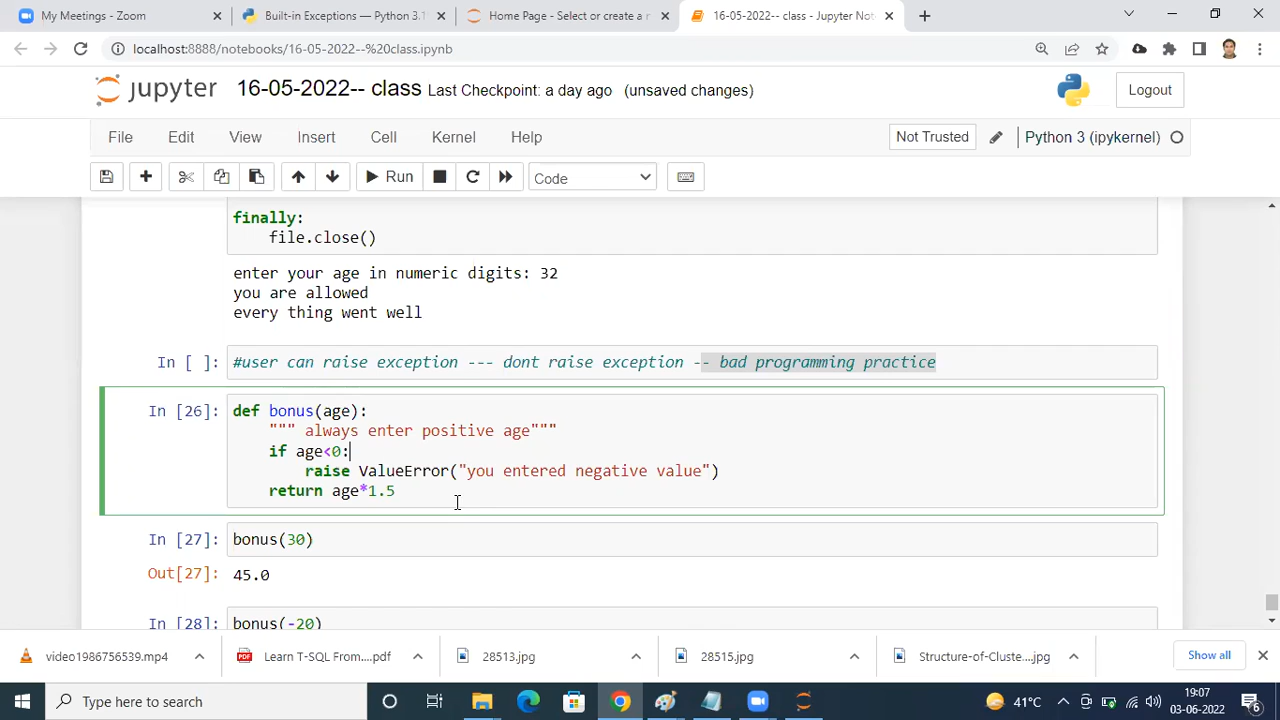 My Meetings - Zoom
Built-in Exceptions — Python 3.1
Home Page - Select or create a n
16-05-2022-- class - Jupyter Not
localhost:8888/notebooks/16-05-2022--%20class.ipynb
jupyter 16-05-2022-- class Last Checkpoint: a day ago (unsaved changes)
Logout
File Edit View Insert Cell Kernel Help
Not Trusted
Python 3 (ipykernel)
Run
Code
finally:
file.close()
enter your age in numeric digits: 32
you are allowed
every thing went well
In [ ]: #user can raise exception --- dont raise exception -- bad programming practice
In [26]: def bonus(age):
""" always enter positive age"""
if age<0:
raise ValueError("you entered negative value")
return age*1.5
In [27]: bonus(30)
Out[27]: 45.0
In [28]: bonus(-20)
video1986756539.mp4
Learn T-SQL From....pdf
28513.jpg
28515.jpg
Structure-of-Cluste....jpg
Show all
Type here to search
41°C
19:07
03-06-2022
6